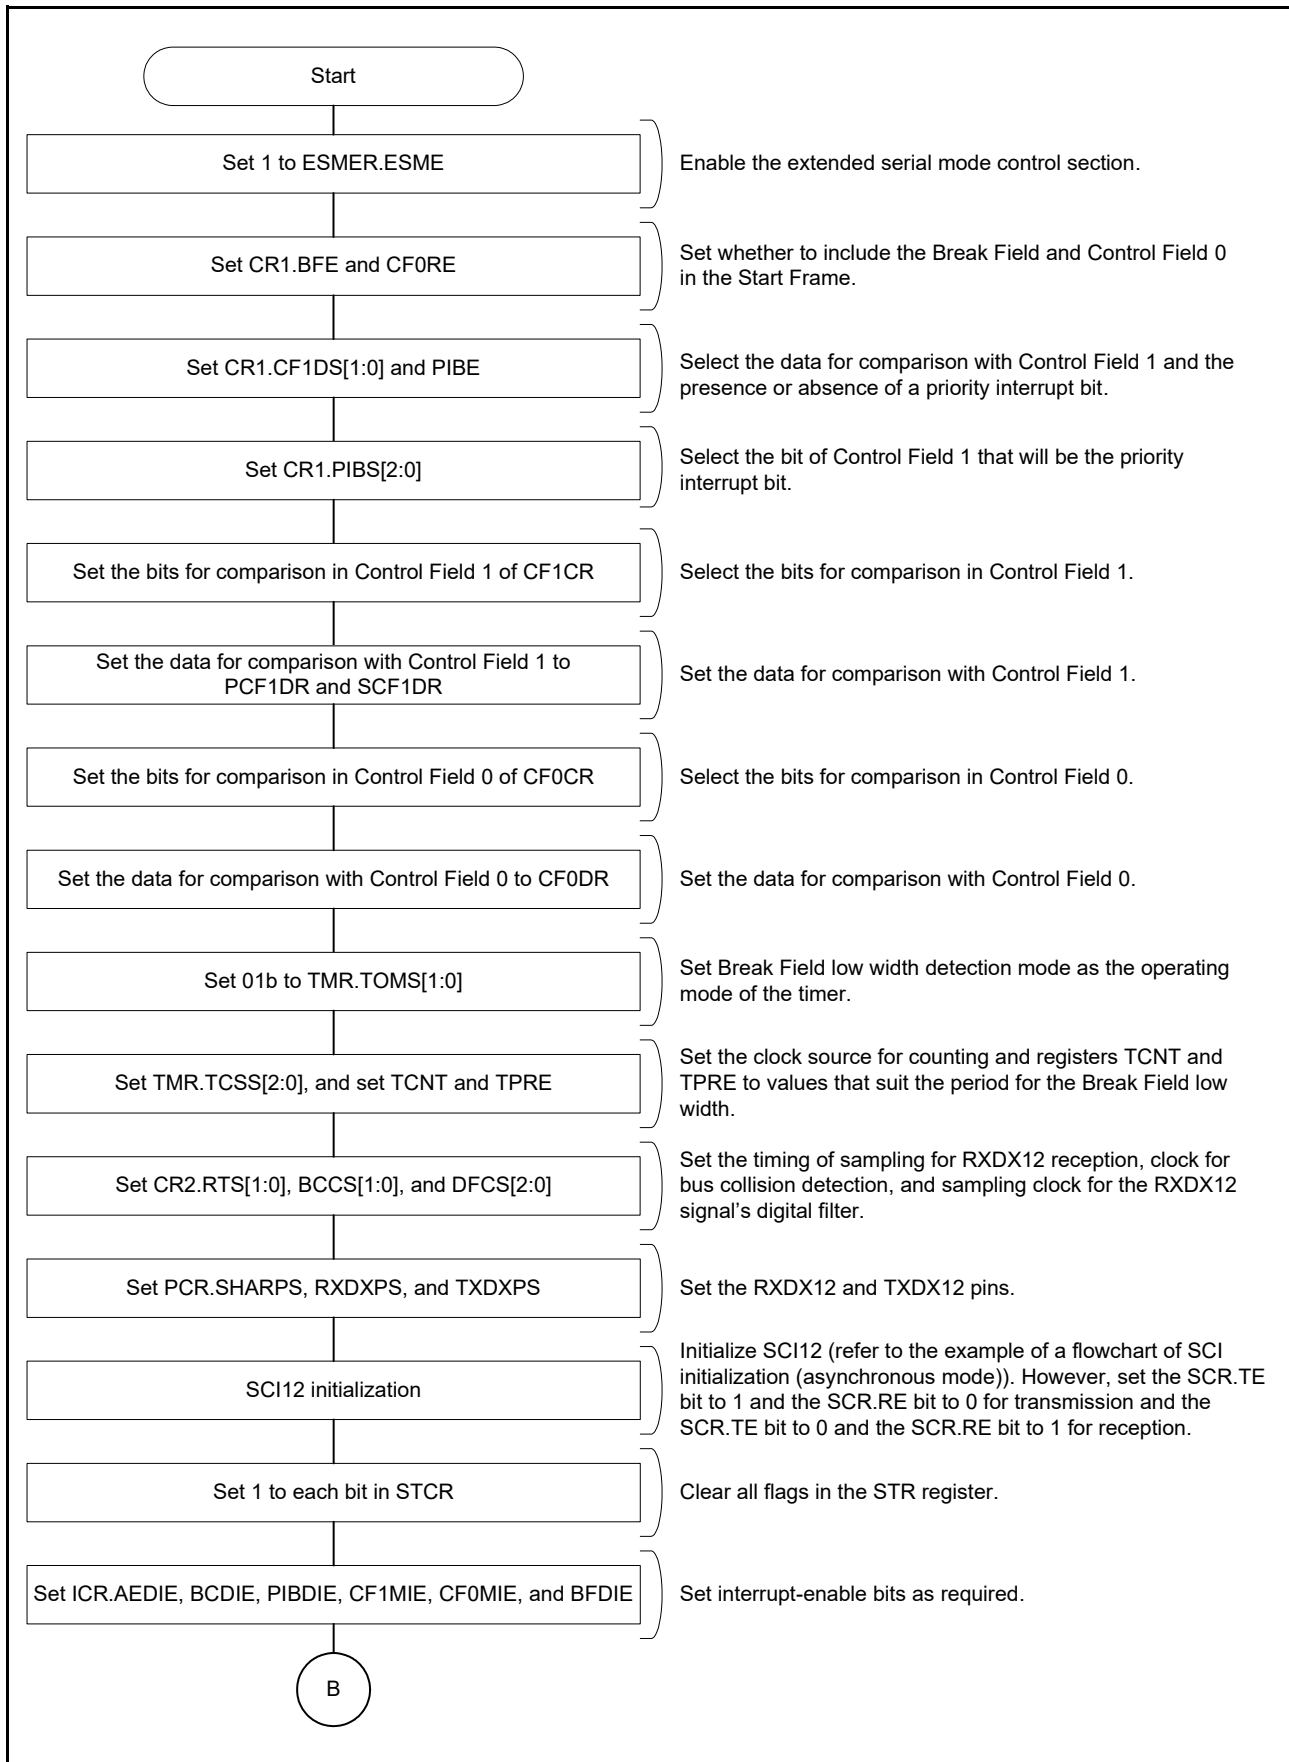 Start
Set 1 to ESMER.ESME
Enable the extended serial mode control section.
Set CR1.BFE and CF0RE
Set whether to include the Break Field and Control Field 0
in the Start Frame.
Set CR1.CF1DS[1:0] and PIBE
Select the data for comparison with Control Field 1 and the
presence or absence of a priority interrupt bit.
Set CR1.PIBS[2:0]
Select the bit of Control Field 1 that will be the priority
interrupt bit.
Set the bits for comparison in Control Field 1 of CF1CR
Select the bits for comparison in Control Field 1.
Set the data for comparison with Control Field 1 to
PCF1DR and SCF1DR
Set the data for comparison with Control Field 1.
Set the bits for comparison in Control Field 0 of CF0CR
Select the bits for comparison in Control Field 0.
Set the data for comparison with Control Field 0 to CF0DR
Set the data for comparison with Control Field 0.
Set 01b to TMR.TOMS[1:0]
Set Break Field low width detection mode as the operating
mode of the timer.
Set TMR.TCSS[2:0], and set TCNT and TPRE
Set the clock source for counting and registers TCNT and
TPRE to values that suit the period for the Break Field low
width.
Set CR2.RTS[1:0], BCCS[1:0], and DFCS[2:0]
Set the timing of sampling for RXDX12 reception, clock for
bus collision detection, and sampling clock for the RXDX12
signal's digital filter.
Set PCR.SHARPS, RXDXPS, and TXDXPS
Set the RXDX12 and TXDX12 pins.
SCI12 initialization
Initialize SCI12 (refer to the example of a flowchart of SCI
initialization (asynchronous mode)). However, set the SCR.TE
bit to 1 and the SCR.RE bit to 0 for transmission and the
SCR.TE bit to 0 and the SCR.RE bit to 1 for reception.
Set 1 to each bit in STCR
Clear all flags in the STR register.
Set ICR.AEDIE, BCDIE, PIBDIE, CF1MIE, CF0MIE, and BFDIE
Set interrupt-enable bits as required.
B